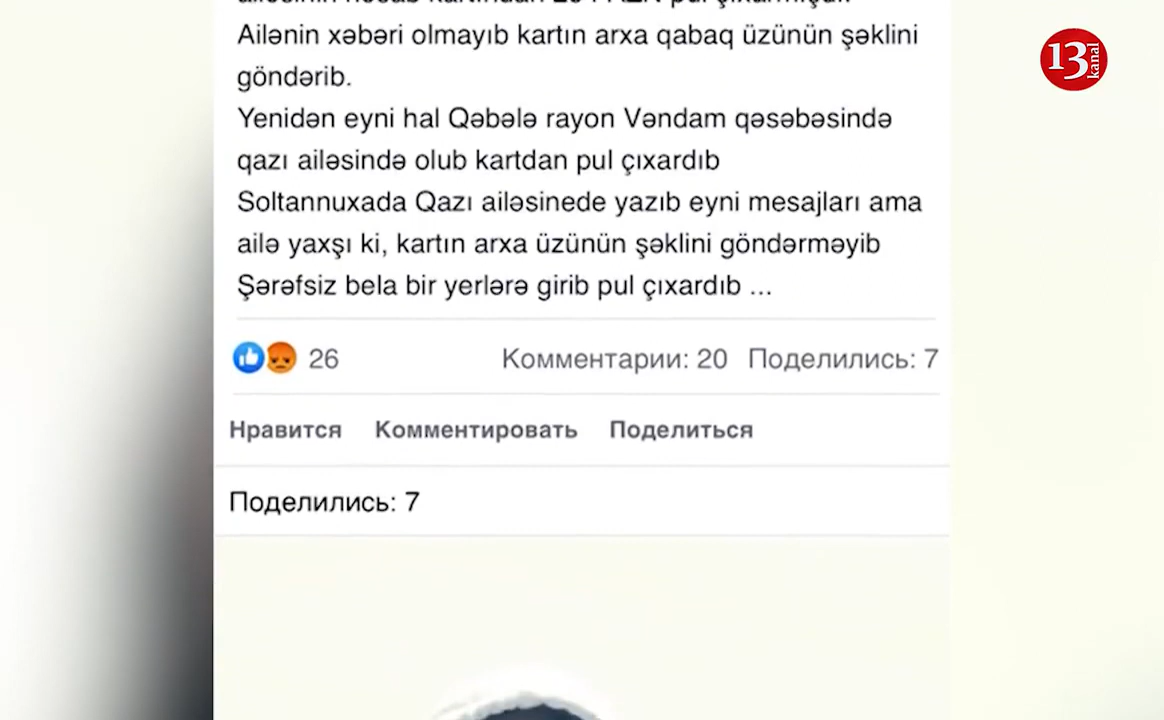 Ailənin xəbəri olmayıb kartın arxa qabaq üzünün şəklini
göndərib.
Yenidən eyni hal Qəbələ rayon Vəndam qəsəbəsində
qazı ailəsində olub kartdan pul çıxardıb
Soltannuxada Qazı ailəsinede yazıb eyni mesajları ama
ailə yaxşı ki, kartın arxa üzünün şəklini göndərməyib
Şərəfsiz bela bir yerlərə girib pul çıxardıb ...
26 Комментарии: 20 Поделились: 7
Нравится Комментировать Поделиться
Поделились: 7
13 kanal